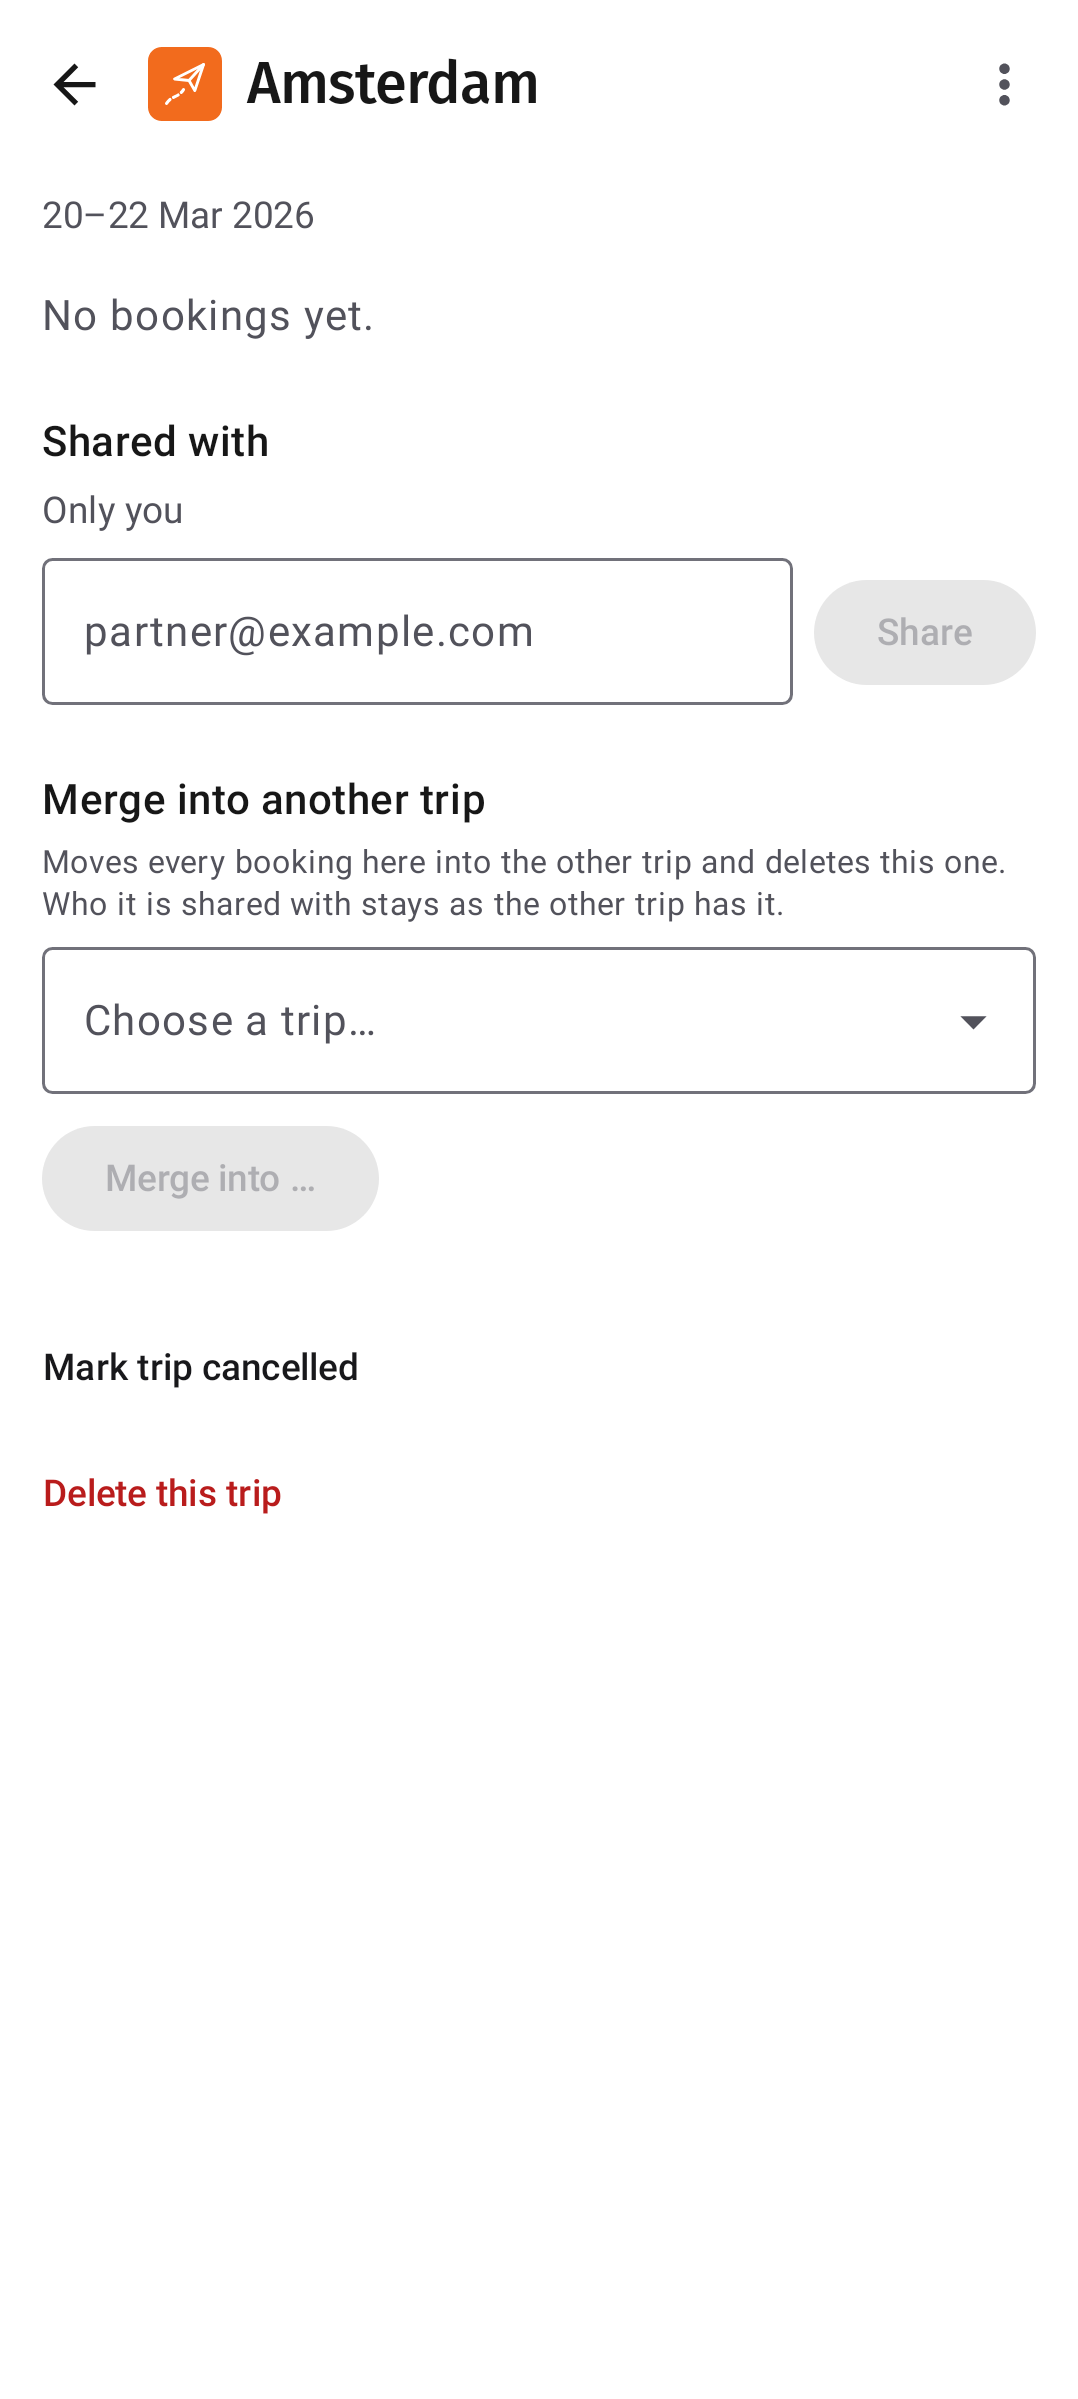 Amsterdam
20–22 Mar 2026
No bookings yet.
Shared with
Only you
partner@example.com
Share
Merge into another trip
Moves every booking here into the other trip and deletes this one.
Who it is shared with stays as the other trip has it.
Choose a trip…
Merge into …
Mark trip cancelled
Delete this trip